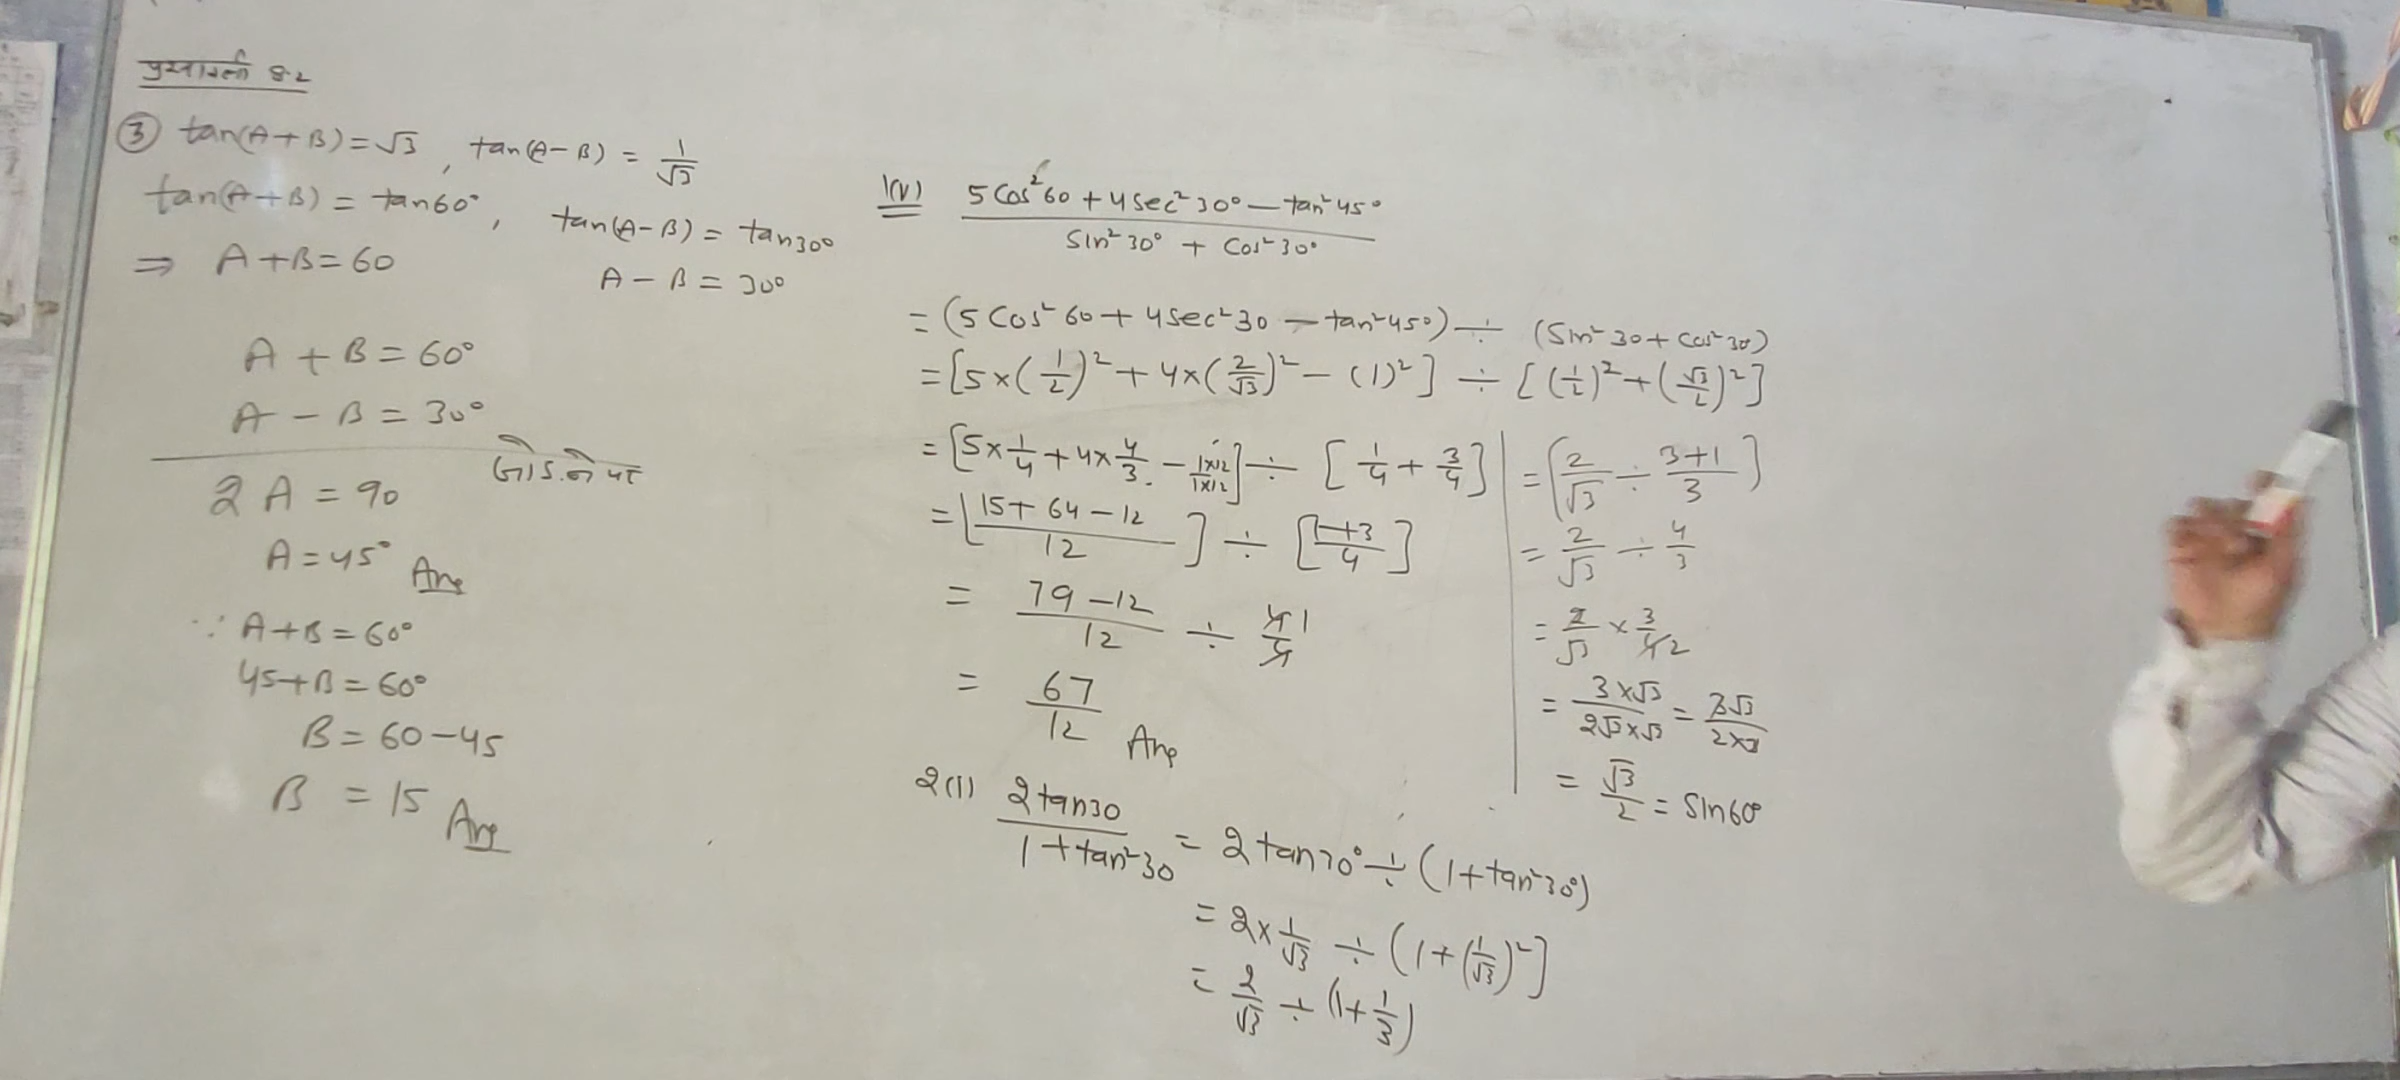 प्रश्नावली 8.2
③ tan(A+B)=√3 , tan(A-B) = 1/√3
tan(A+B) = tan60° , tan(A-B) = tan30°
⇒ A+B=60 A-B = 30°
A + B = 60°
A - B = 30°
जोडने पर
2A = 90
A = 45° Ans
∵ A+B = 60°
45+B = 60°
B = 60-45
B = 15 Ans
1(V) (5Cos²60 + 4Sec²30° - tan²45°)/(Sin²30° + Cos²30°)
= (5Cos²60 + 4Sec²30 - tan²45°) ÷ (Sin²30 + Cos²30)
= [5×(1/2)² + 4×(2/√3)² - (1)²] ÷ [(1/2)² + (√3/2)²]
= [5×1/4 + 4×4/3 - 1×12/1×12] ÷ [1/4 + 3/4]
= [(15+64-12)/12] ÷ [(1+3)/4]
= (79-12)/12 ÷ 4/4 1
= 67/12 Ans
2(I) 2tan30/(1+tan²30) = 2tan30° ÷ (1+tan²30°)
= 2×1/√3 ÷ (1+(1/√3)²]
= 2/√3 ÷ (1+1/3)
= (2/√3 ÷ (3+1)/3)
= 2/√3 ÷ 4/3
= 2/√3 × 3/4 2
= (3×√3)/(2√3×√3) = 3√3/(2×3)
= √3/2 = Sin60°